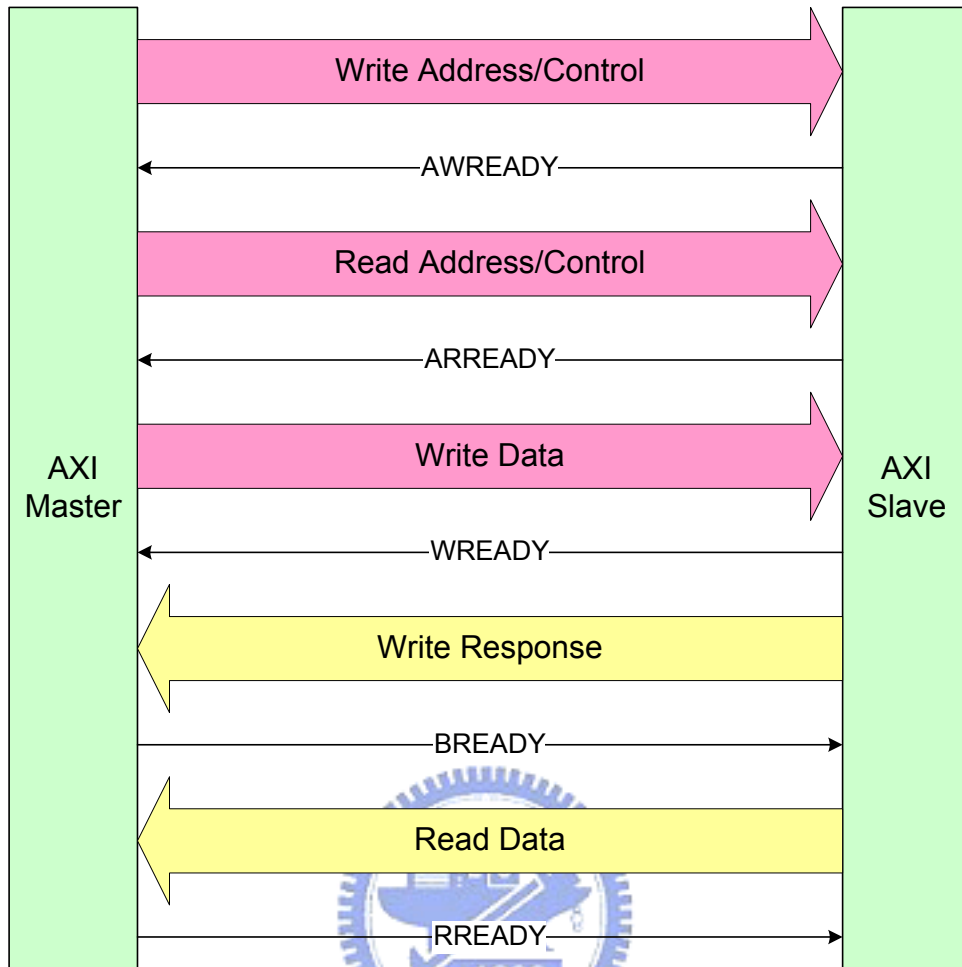 Write Address/Control
AWREADY
Read Address/Control
ARREADY
AXI
Master
Write Data
AXI
Slave
WREADY
Write Response
BREADY
Read Data
RREADY